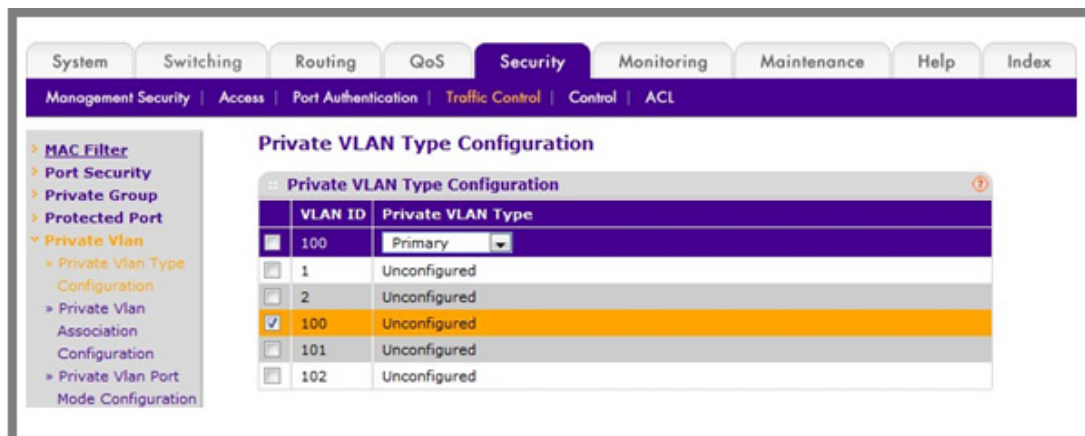 System Switching Routing QoS Security Monitoring Maintenance Help Index
Management Security | Access | Port Authentication | Traffic Control | Control | ACL
MAC Filter
Port Security
Private Group
Protected Port
Private Vlan
» Private Vlan Type
Configuration
» Private Vlan
Association
Configuration
» Private Vlan Port
Mode Configuration
Private VLAN Type Configuration
Private VLAN Type Configuration ?
VLAN ID Private VLAN Type
100 Primary
1 Unconfigured
2 Unconfigured
100 Unconfigured
101 Unconfigured
102 Unconfigured